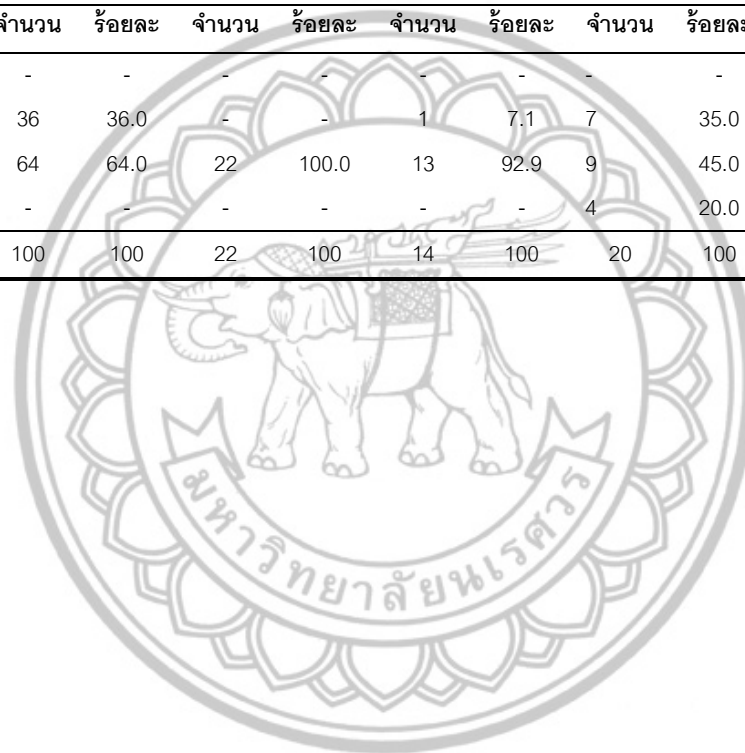 จำนวน ร้อยละ จำนวน ร้อยละ จำนวน ร้อยละ จำนวน ร้อยละ
- - - - - - - -
36 36.0 - - 1 7.1 7 35.0
64 64.0 22 100.0 13 92.9 9 45.0
- - - - - - 4 20.0
100 100 22 100 14 100 20 100
มหาวิทยาลัยนเรศวร